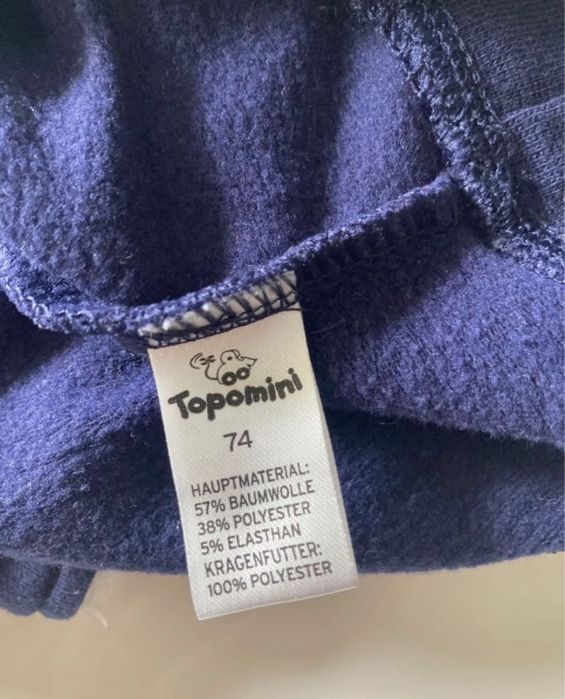 Topomini
74
HAUPTMATERIAL:
57% BAUMWOLLE
38% POLYESTER
5% ELASTHAN
KRAGENFUTTER:
100% POLYESTER